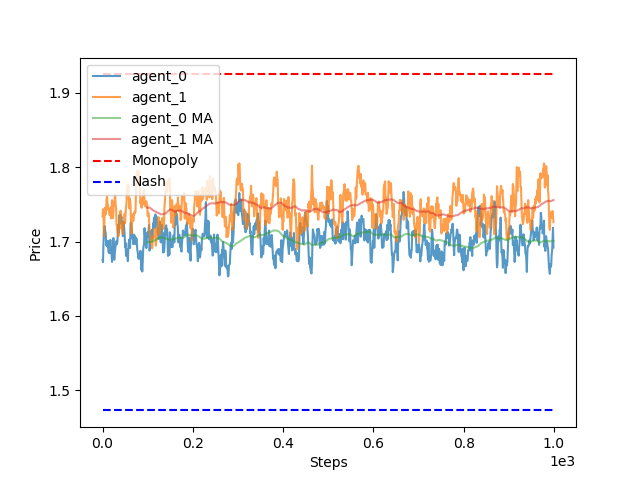 agent_0
agent_1
agent_0 MA
agent_1 MA
Monopoly
Nash
Price
1.9
1.8
1.7
1.6
1.5
0.0 0.2 0.4 0.6 0.8 1.0
Steps
1e3